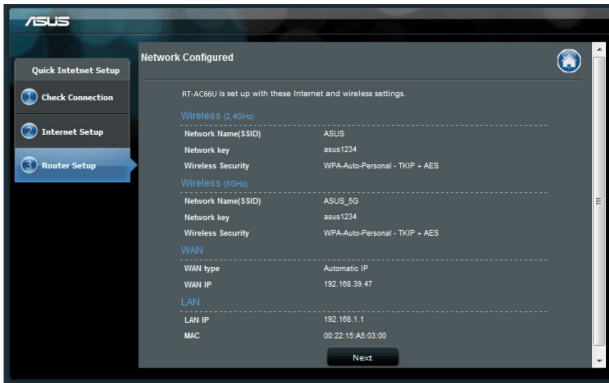 ASUS
Quick Intetnet Setup
1 Check Connection
2 Internet Setup
3 Router Setup
Network Configured
RT-AC66U is set up with these Internet and wireless settings.
Wireless (2.4GHz)
Network Name(SSID) ASUS
Network key asus1234
Wireless Security WPA-Auto-Personal - TKIP + AES
Wireless (5GHz)
Network Name(SSID) ASUS_5G
Network key asus1234
Wireless Security WPA-Auto-Personal - TKIP + AES
WAN
WAN type Automatic IP
WAN IP 192.168.39.47
LAN
LAN IP 192.168.1.1
MAC 00:22:15:A5:03:00
Next